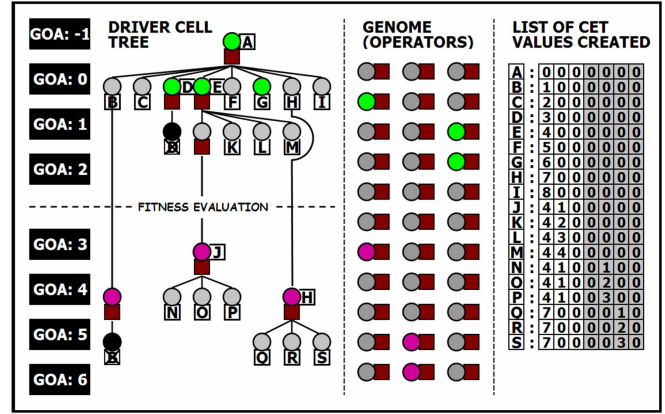 GOA: -1
DRIVER CELL
TREE
A
GENOME
(OPERATORS)
LIST OF CET
VALUES CREATED
GOA: 0
B C D E F G H I
GOA: 1
K L M
GOA: 2
FITNESS EVALUATION
GOA: 3
J
GOA: 4
N O P H
GOA: 5
Q R S
GOA: 6
A : 0 0 0 0 0 0 0
B : 1 0 0 0 0 0 0
C : 2 0 0 0 0 0 0
D : 3 0 0 0 0 0 0
E : 4 0 0 0 0 0 0
F : 5 0 0 0 0 0 0
G : 6 0 0 0 0 0 0
H : 7 0 0 0 0 0 0
I : 8 0 0 0 0 0 0
J : 4 1 0 0 0 0 0
K : 4 2 0 0 0 0 0
L : 4 3 0 0 0 0 0
M : 4 4 0 0 0 0 0
N : 4 1 0 0 1 0 0
O : 4 1 0 0 2 0 0
P : 4 1 0 0 3 0 0
Q : 7 0 0 0 0 1 0
R : 7 0 0 0 0 2 0
S : 7 0 0 0 0 3 0